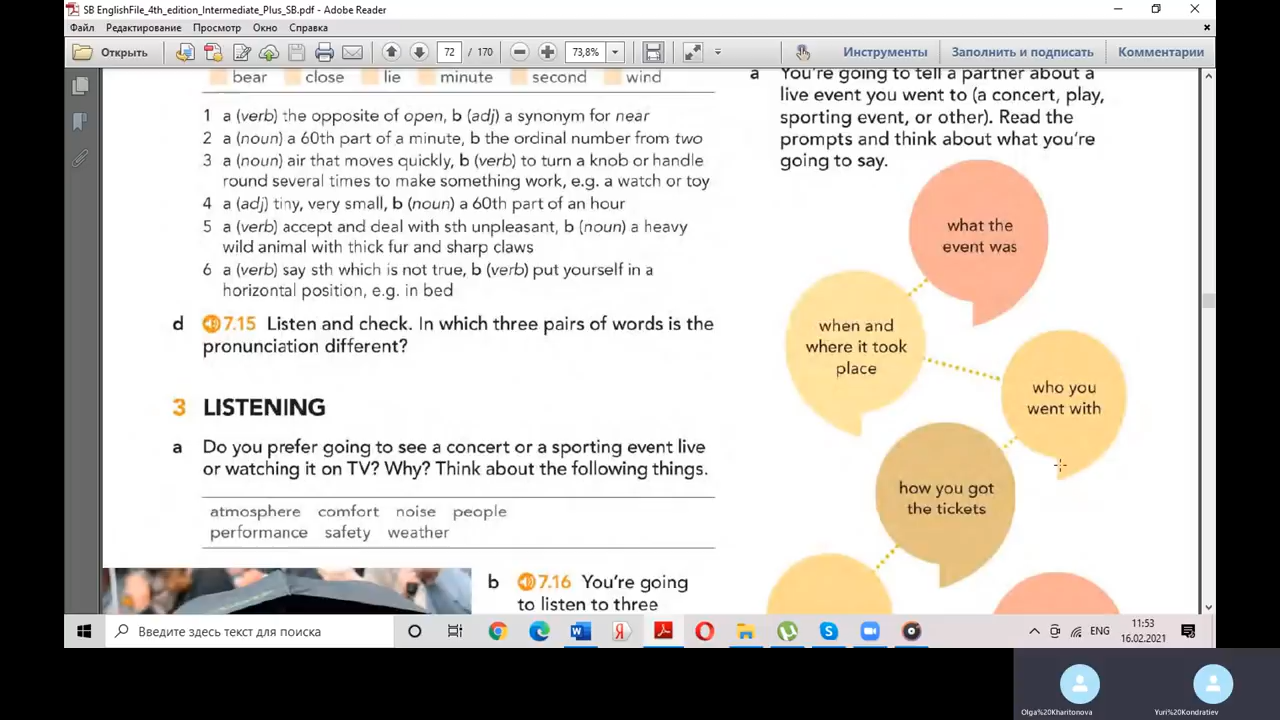 SB EnglishFile_4th_edition_Intermediate_Plus_SB.pdf - Adobe Reader
Файл Редактирование Просмотр Окно Справка
Открыть 72 / 170 73,8% Инструменты Заполнить и подписать Комментарии
bear close lie minute second wind
1 a (verb) the opposite of open, b (adj) a synonym for near
2 a (noun) a 60th part of a minute, b the ordinal number from two
3 a (noun) air that moves quickly, b (verb) to turn a knob or handle
round several times to make something work, e.g. a watch or toy
4 a (adj) tiny, very small, b (noun) a 60th part of an hour
5 a (verb) accept and deal with sth unpleasant, b (noun) a heavy
wild animal with thick fur and sharp claws
6 a (verb) say sth which is not true, b (verb) put yourself in a
horizontal position, e.g. in bed
d 7.15 Listen and check. In which three pairs of words is the
pronunciation different?
3 LISTENING
a Do you prefer going to see a concert or a sporting event live
or watching it on TV? Why? Think about the following things.
atmosphere comfort noise people
performance safety weather
b 7.16 You're going
to listen to three
a You're going to tell a partner about a
live event you went to (a concert, play,
sporting event, or other). Read the
prompts and think about what you're
going to say.
what the
event was
when and
where it took
place
who you
went with
how you got
the tickets
Введите здесь текст для поиска
ENG
11:53
16.02.2021
Olga%20Kharitonova
Yuri%20Kondratiev